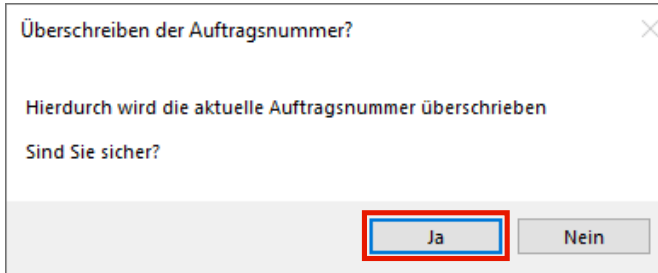 Überschreiben der Auftragsnummer?
Hierdurch wird die aktuelle Auftragsnummer überschrieben
Sind Sie sicher?
Ja
Nein